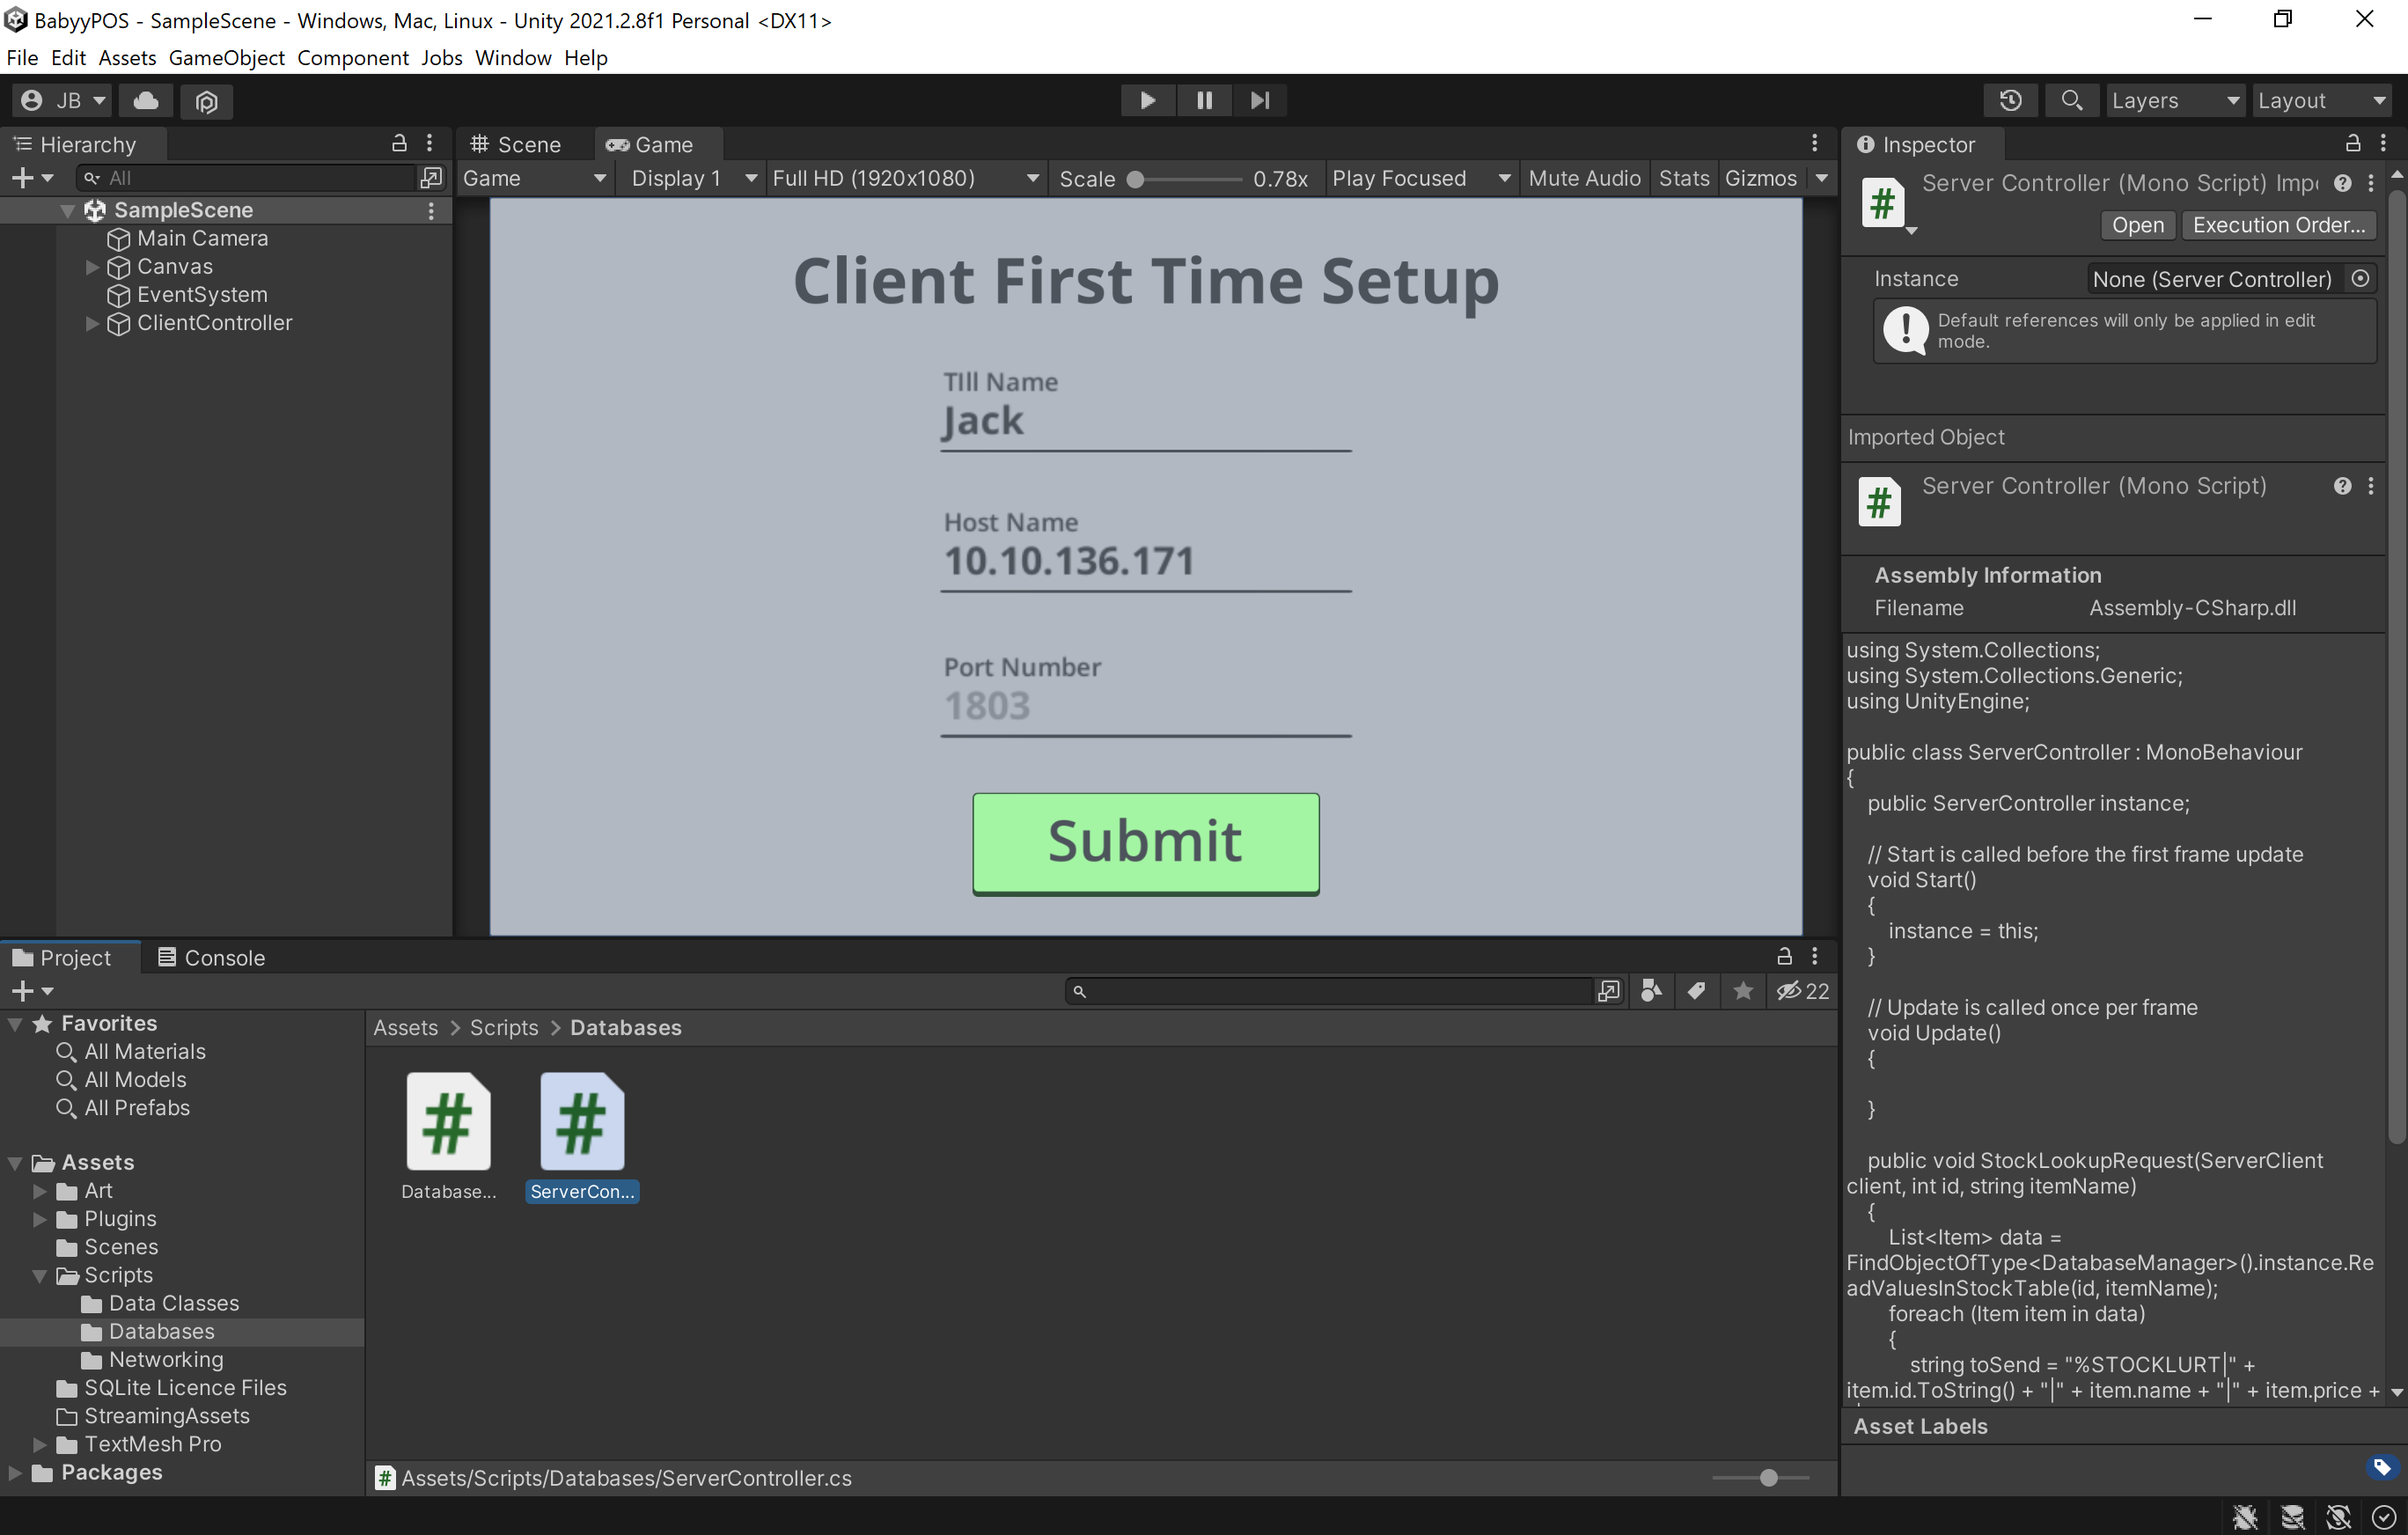 BabyyPOS - SampleScene - Windows, Mac, Linux - Unity 2021.2.8f1 Personal <DX11>
File Edit Assets GameObject Component Jobs Window Help
JB
Layers
Layout
Hierarchy
All
SampleScene
Main Camera
Canvas
EventSystem
ClientController
Scene
Game
Game
Display 1
Full HD (1920x1080)
Scale
0.78x
Play Focused
Mute Audio
Stats
Gizmos
Client First Time Setup
TIll Name
Jack
Host Name
10.10.136.171
Port Number
1803
Submit
Inspector
Server Controller (Mono Script)
Open
Execution Order...
Instance
None (Server Controller)
Default references will only be applied in edit
mode.
Imported Object
Server Controller (Mono Script)
Assembly Information
Filename
Assembly-CSharp.dll
using System.Collections;
using System.Collections.Generic;
using UnityEngine;
public class ServerController : MonoBehaviour
{
public ServerController instance;
// Start is called before the first frame update
void Start()
{
instance = this;
}
// Update is called once per frame
void Update()
{
}
public void StockLookupRequest(ServerClient
client, int id, string itemName)
{
List<Item> data =
FindObjectOfType<DatabaseManager>().instance.Re
adValuesInStockTable(id, itemName);
foreach (Item item in data)
{
string toSend = "%STOCKLURT|" +
item.id.ToString() + "|" + item.name + "|" + item.price +
Asset Labels
Project
Console
22
Favorites
All Materials
All Models
All Prefabs
Assets
Art
Plugins
Scenes
Scripts
Data Classes
Databases
Networking
SQLite Licence Files
StreamingAssets
TextMesh Pro
Packages
Assets > Scripts > Databases
Database...
ServerCon...
Assets/Scripts/Databases/ServerController.cs